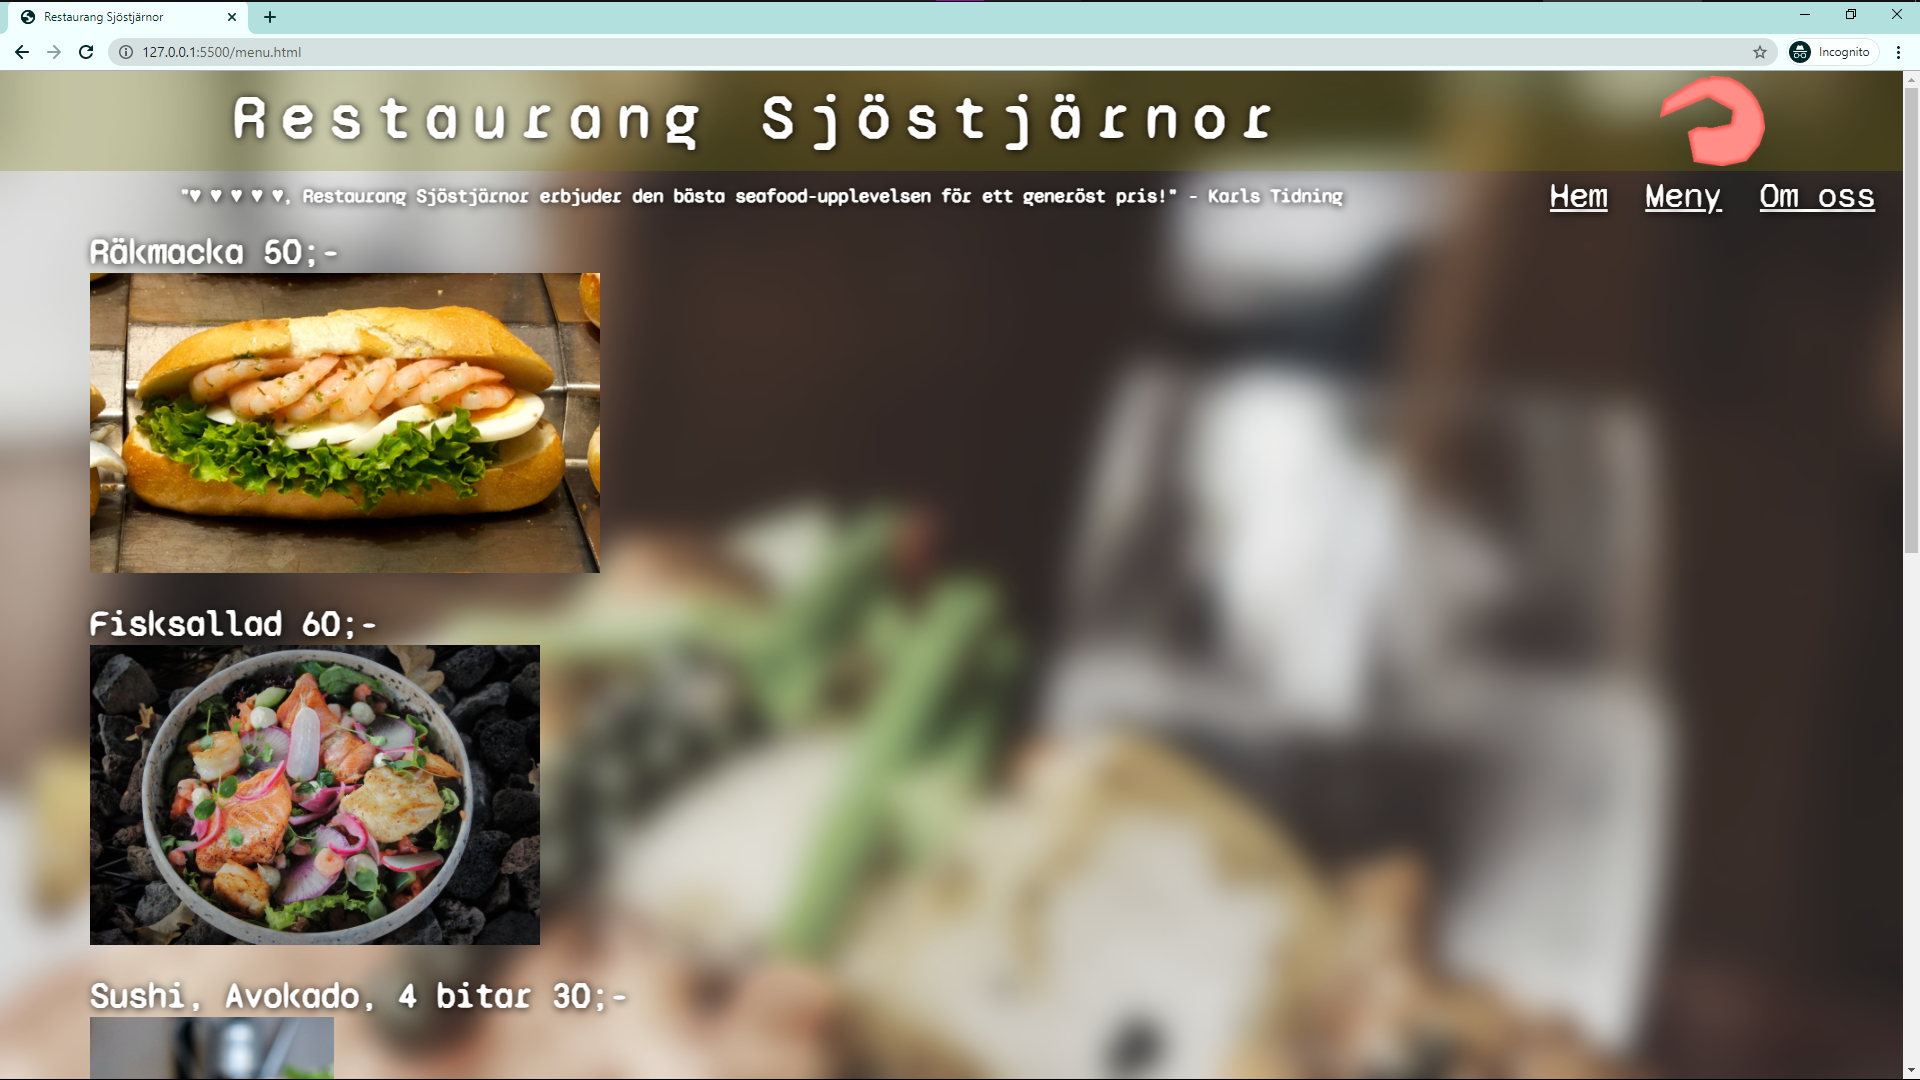 Restaurang Sjöstjärnor
127.0.0.1:5500/menu.html
Incognito
Restaurang Sjöstjärnor
"♥ ♥ ♥ ♥ ♥, Restaurang Sjöstjärnor erbjuder den bästa seafood-upplevelsen för ett generöst pris!" - Karls Tidning
Hem Meny Om oss
Räkmacka 50;-
Fisksallad 60;-
Sushi, Avokado, 4 bitar 30;-